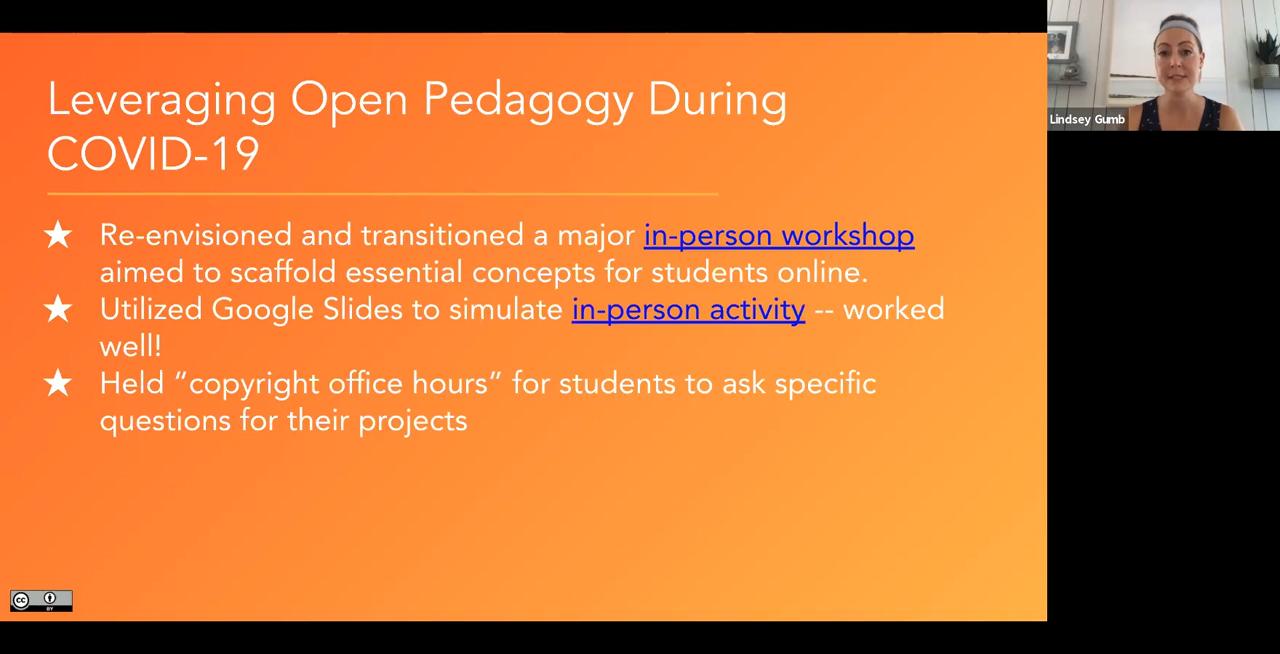 Leveraging Open Pedagogy During
COVID-19
★ Re-envisioned and transitioned a major in-person workshop
aimed to scaffold essential concepts for students online.
★ Utilized Google Slides to simulate in-person activity -- worked
well!
★ Held “copyright office hours” for students to ask specific
questions for their projects
Lindsey Gumb
cc
BY